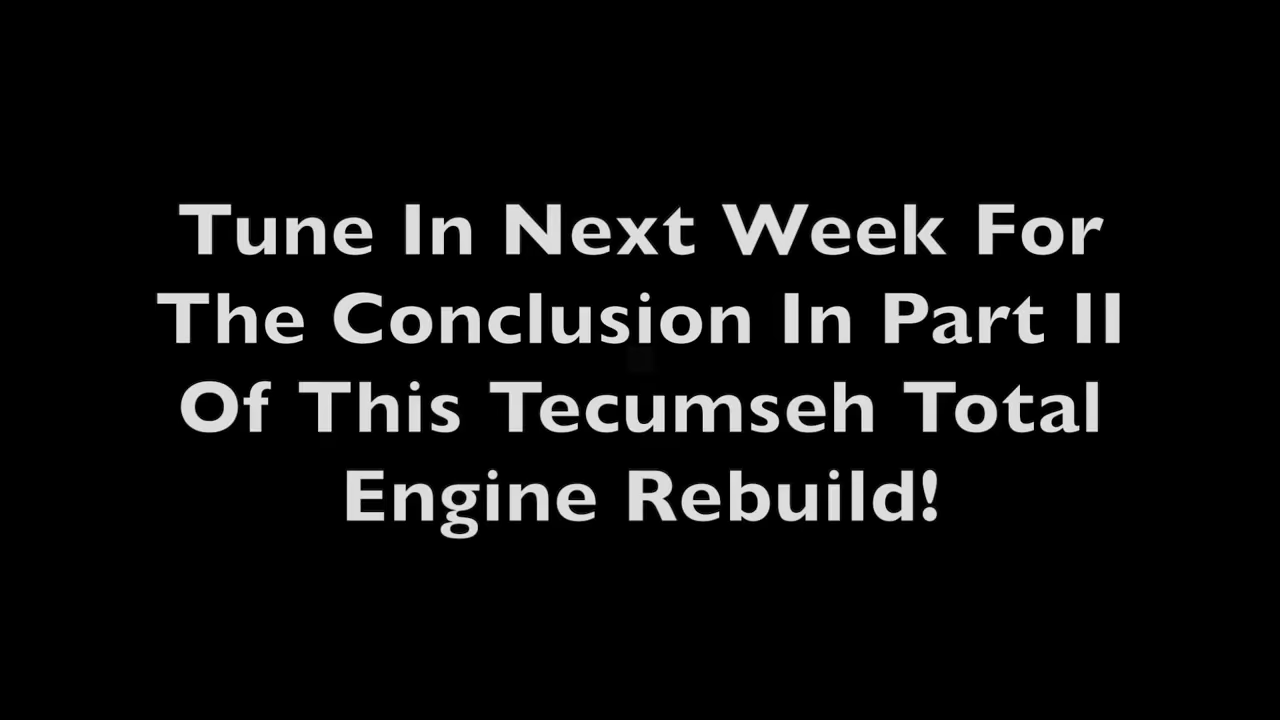 Tune In Next Week For
The Conclusion In Part II
Of This Tecumseh Total
Engine Rebuild!